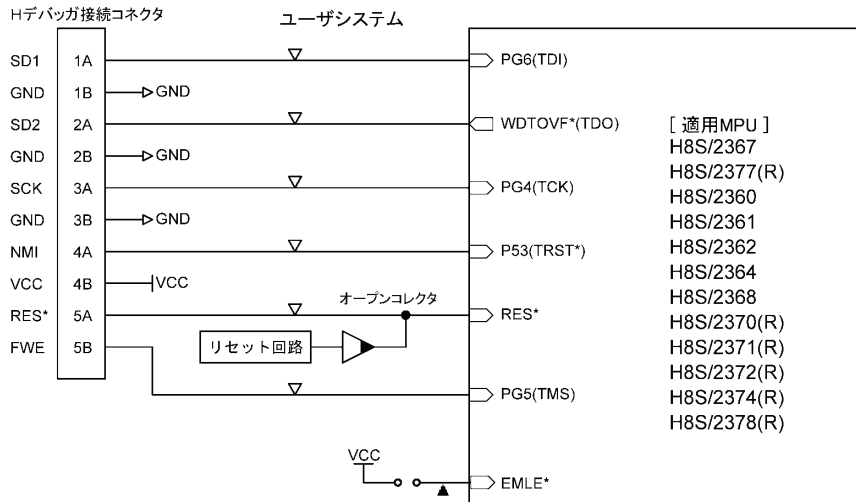 Hデバッガ接続コネクタ
ユーザシステム
SD1 1A PG6(TDI)
GND 1B GND
SD2 2A WDTOVF*(TDO)
GND 2B GND
SCK 3A PG4(TCK)
GND 3B GND
NMI 4A P53(TRST*)
VCC 4B VCC
オープンコレクタ
RES* 5A RES*
FWE 5B リセット回路
PG5(TMS)
VCC
EMLE*
[ 適用MPU ]
H8S/2367
H8S/2377(R)
H8S/2360
H8S/2361
H8S/2362
H8S/2364
H8S/2368
H8S/2370(R)
H8S/2371(R)
H8S/2372(R)
H8S/2374(R)
H8S/2378(R)